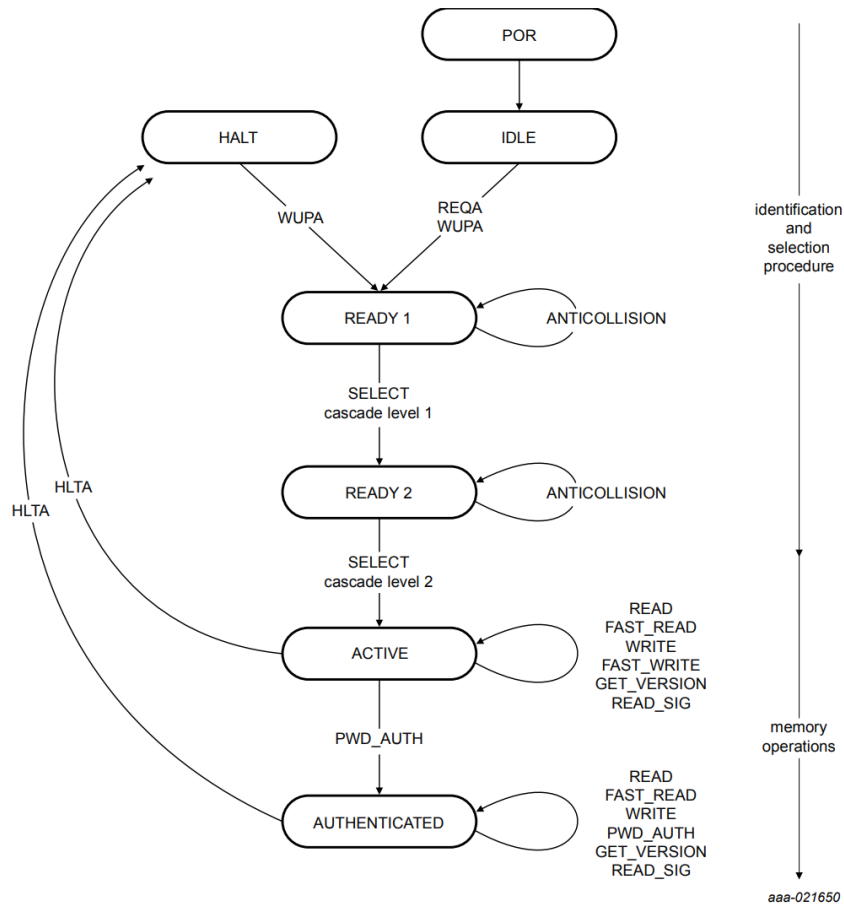 POR
HALT
IDLE
WUPA
REQA
WUPA
identification
and
selection
procedure
READY 1
ANTICOLLISION
SELECT
cascade level 1
HLTA
HLTA
READY 2
ANTICOLLISION
SELECT
cascade level 2
ACTIVE
READ
FAST_READ
WRITE
FAST_WRITE
GET_VERSION
READ_SIG
PWD_AUTH
memory
operations
AUTHENTICATED
READ
FAST_READ
WRITE
PWD_AUTH
GET_VERSION
READ_SIG
aaa-021650